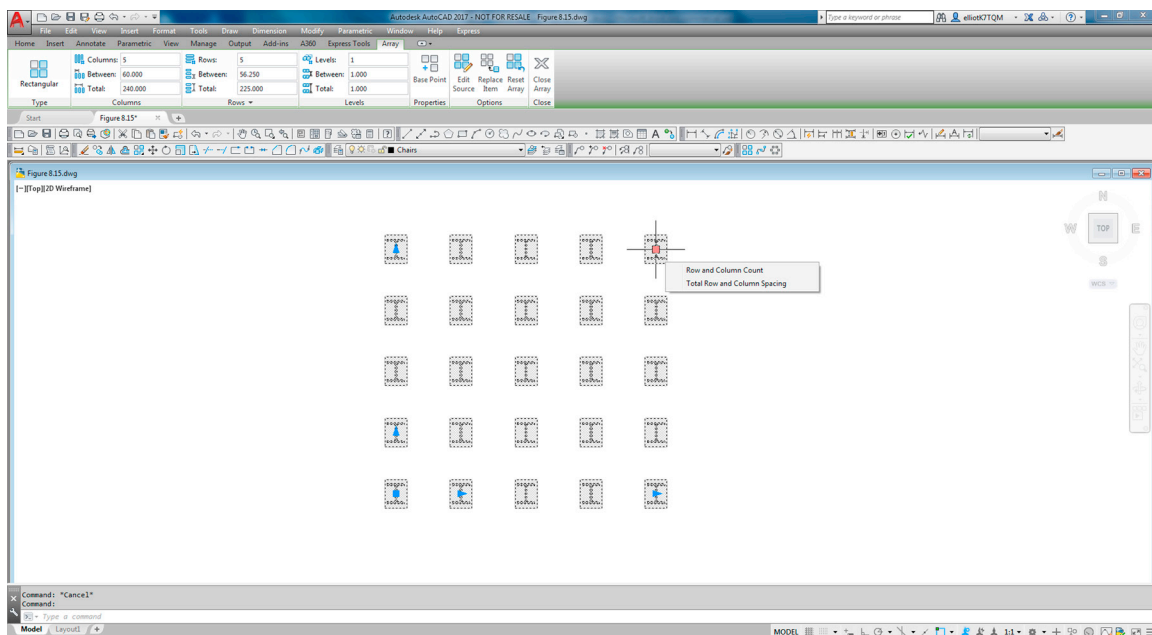 Autodesk AutoCAD 2017 - NOT FOR RESALE Figure 8.15.dwg
Type a keyword or phrase
elliotK7TQM
File Edit View Insert Format Tools Draw Dimension Modify Parametric Window Help Express
Home Insert Annotate Parametric View Manage Output Add-ins A360 Express Tools Array
Columns: 5 Rows: 5 Levels: 1
Between: 60.000 Between: 56.250 Between: 1.000
Total: 240.000 Total: 225.000 Total: 1.000
Rectangular Base Point Edit Source Replace Item Reset Array Close Array
Type Columns Rows Levels Properties Options Close
Start Figure 8.15*
Chairs
Figure 8.15.dwg
[−][Top][2D Wireframe]
N
W TOP E
S
WCS
Row and Column Count
Total Row and Column Spacing
Command: *Cancel*
Command:
Type a command
Model Layout1 +
MODEL 1:1